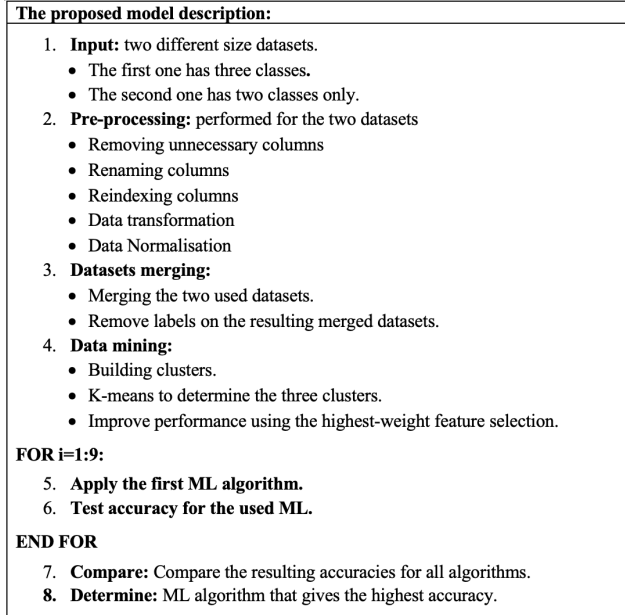 The proposed model description:
1. Input: two different size datasets.
• The first one has three classes.
• The second one has two classes only.
2. Pre-processing: performed for the two datasets
• Removing unnecessary columns
• Renaming columns
• Reindexing columns
• Data transformation
• Data Normalisation
3. Datasets merging:
• Merging the two used datasets.
• Remove labels on the resulting merged datasets.
4. Data mining:
• Building clusters.
• K-means to determine the three clusters.
• Improve performance using the highest-weight feature selection.
FOR i=1:9:
5. Apply the first ML algorithm.
6. Test accuracy for the used ML.
END FOR
7. Compare: Compare the resulting accuracies for all algorithms.
8. Determine: ML algorithm that gives the highest accuracy.